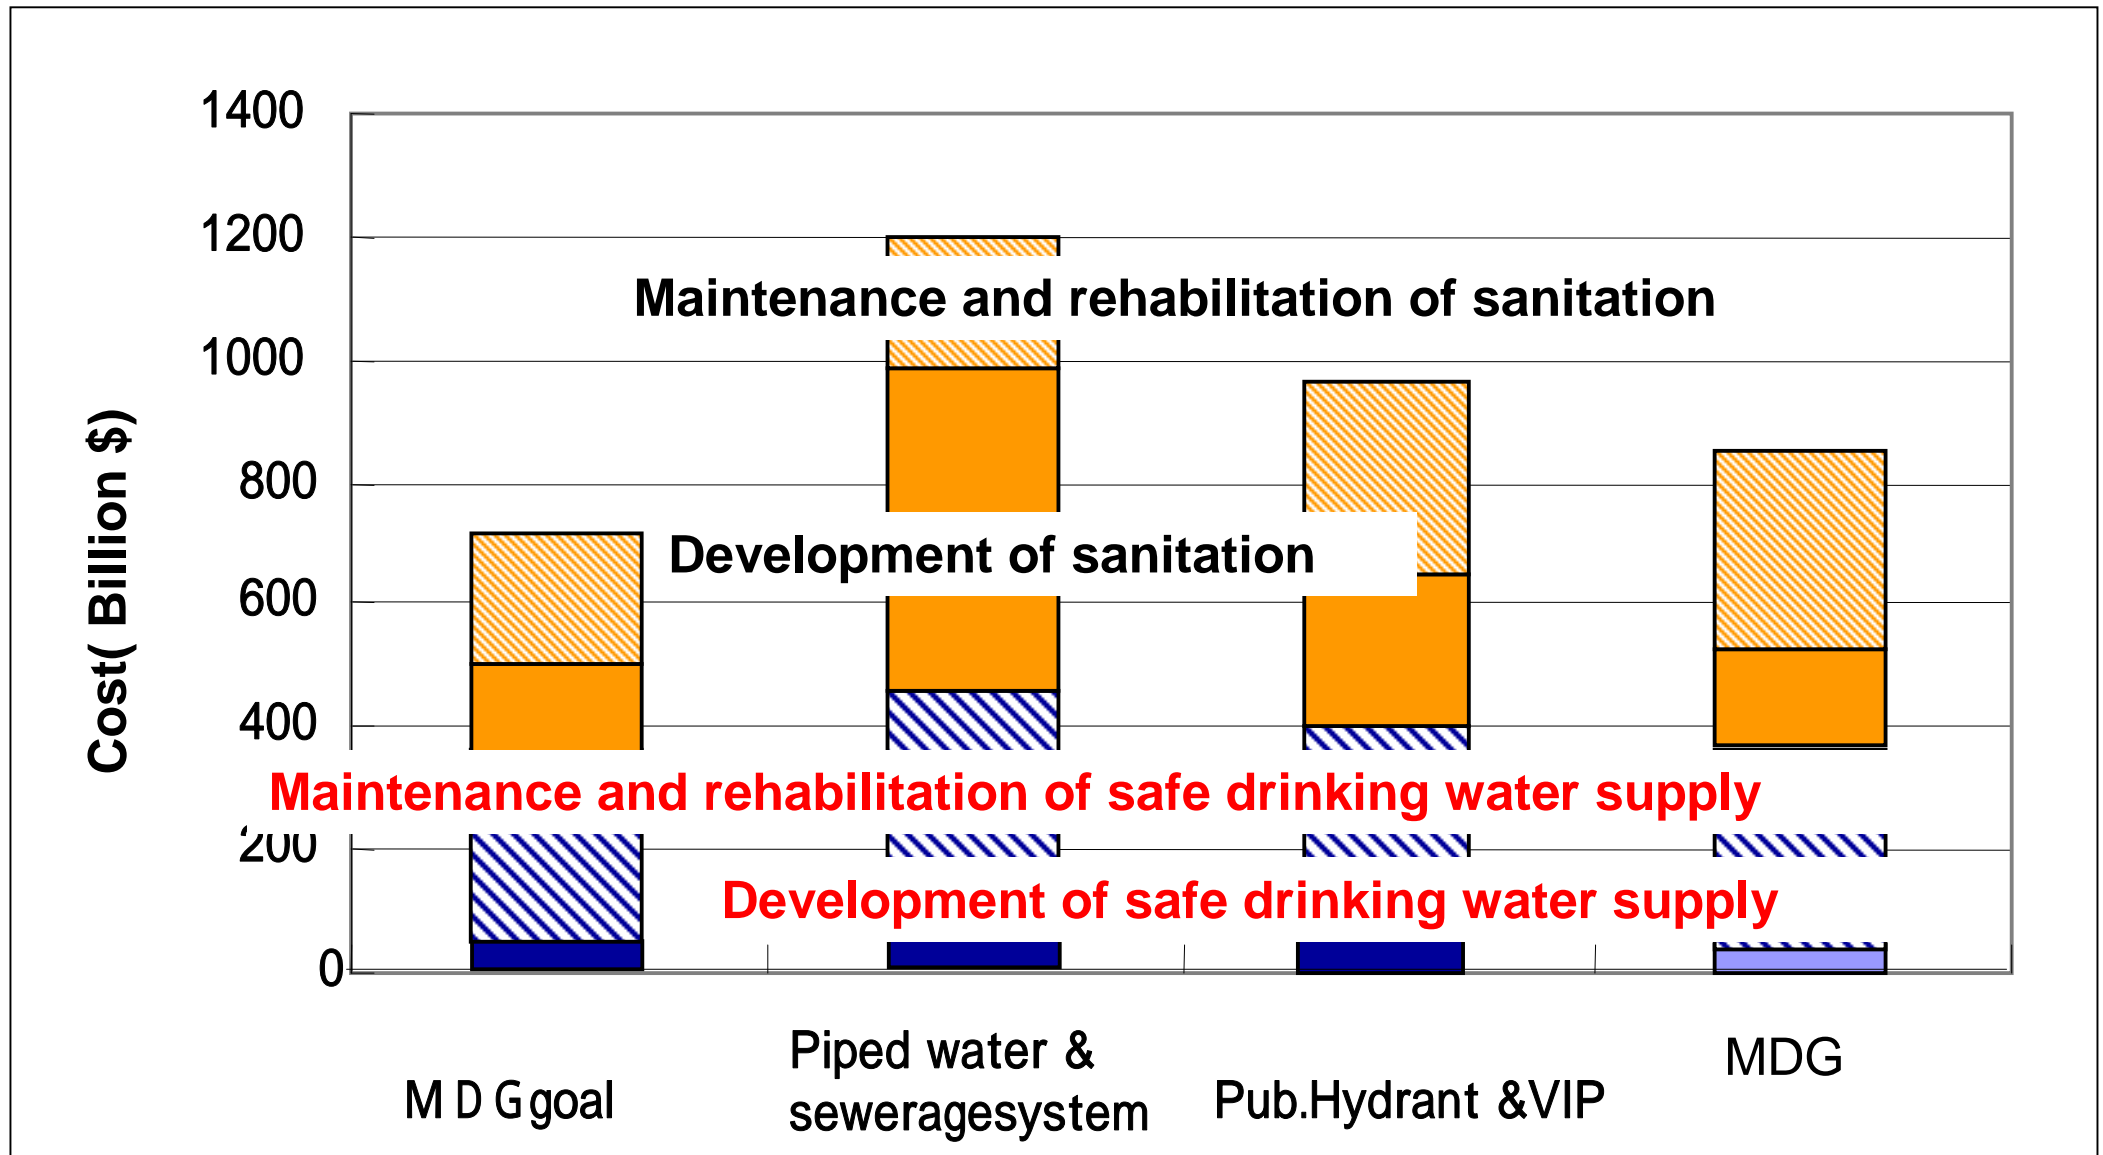 1400
1200
Maintenance and rehabilitation of sanitation
1000
Cost( Billion $)
800
Development of sanitation
600
400
Maintenance and rehabilitation of safe drinking water supply
200
Development of safe drinking water supply
0
MDG goal
Piped water &
seweragesystem
Pub.Hydrant &VIP
MDG